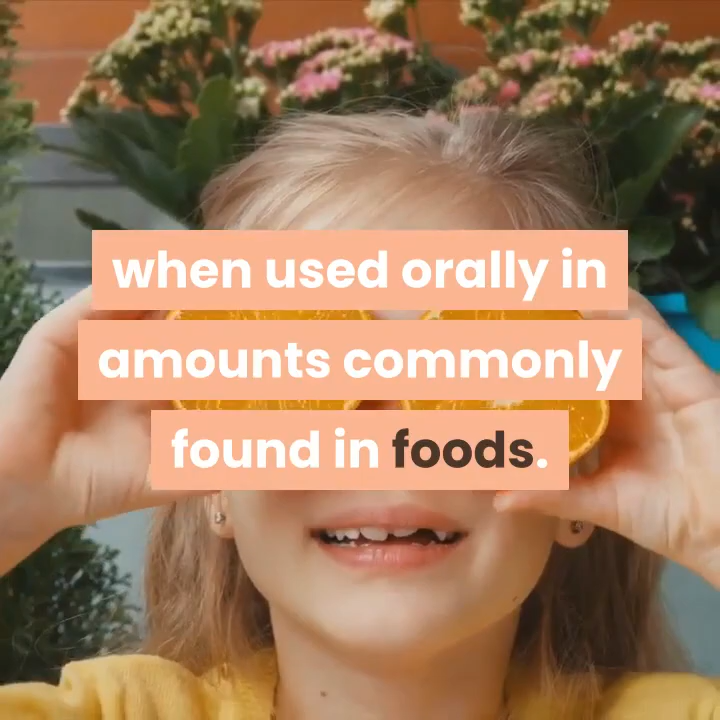 when used orally in
amounts commonly
found in foods.